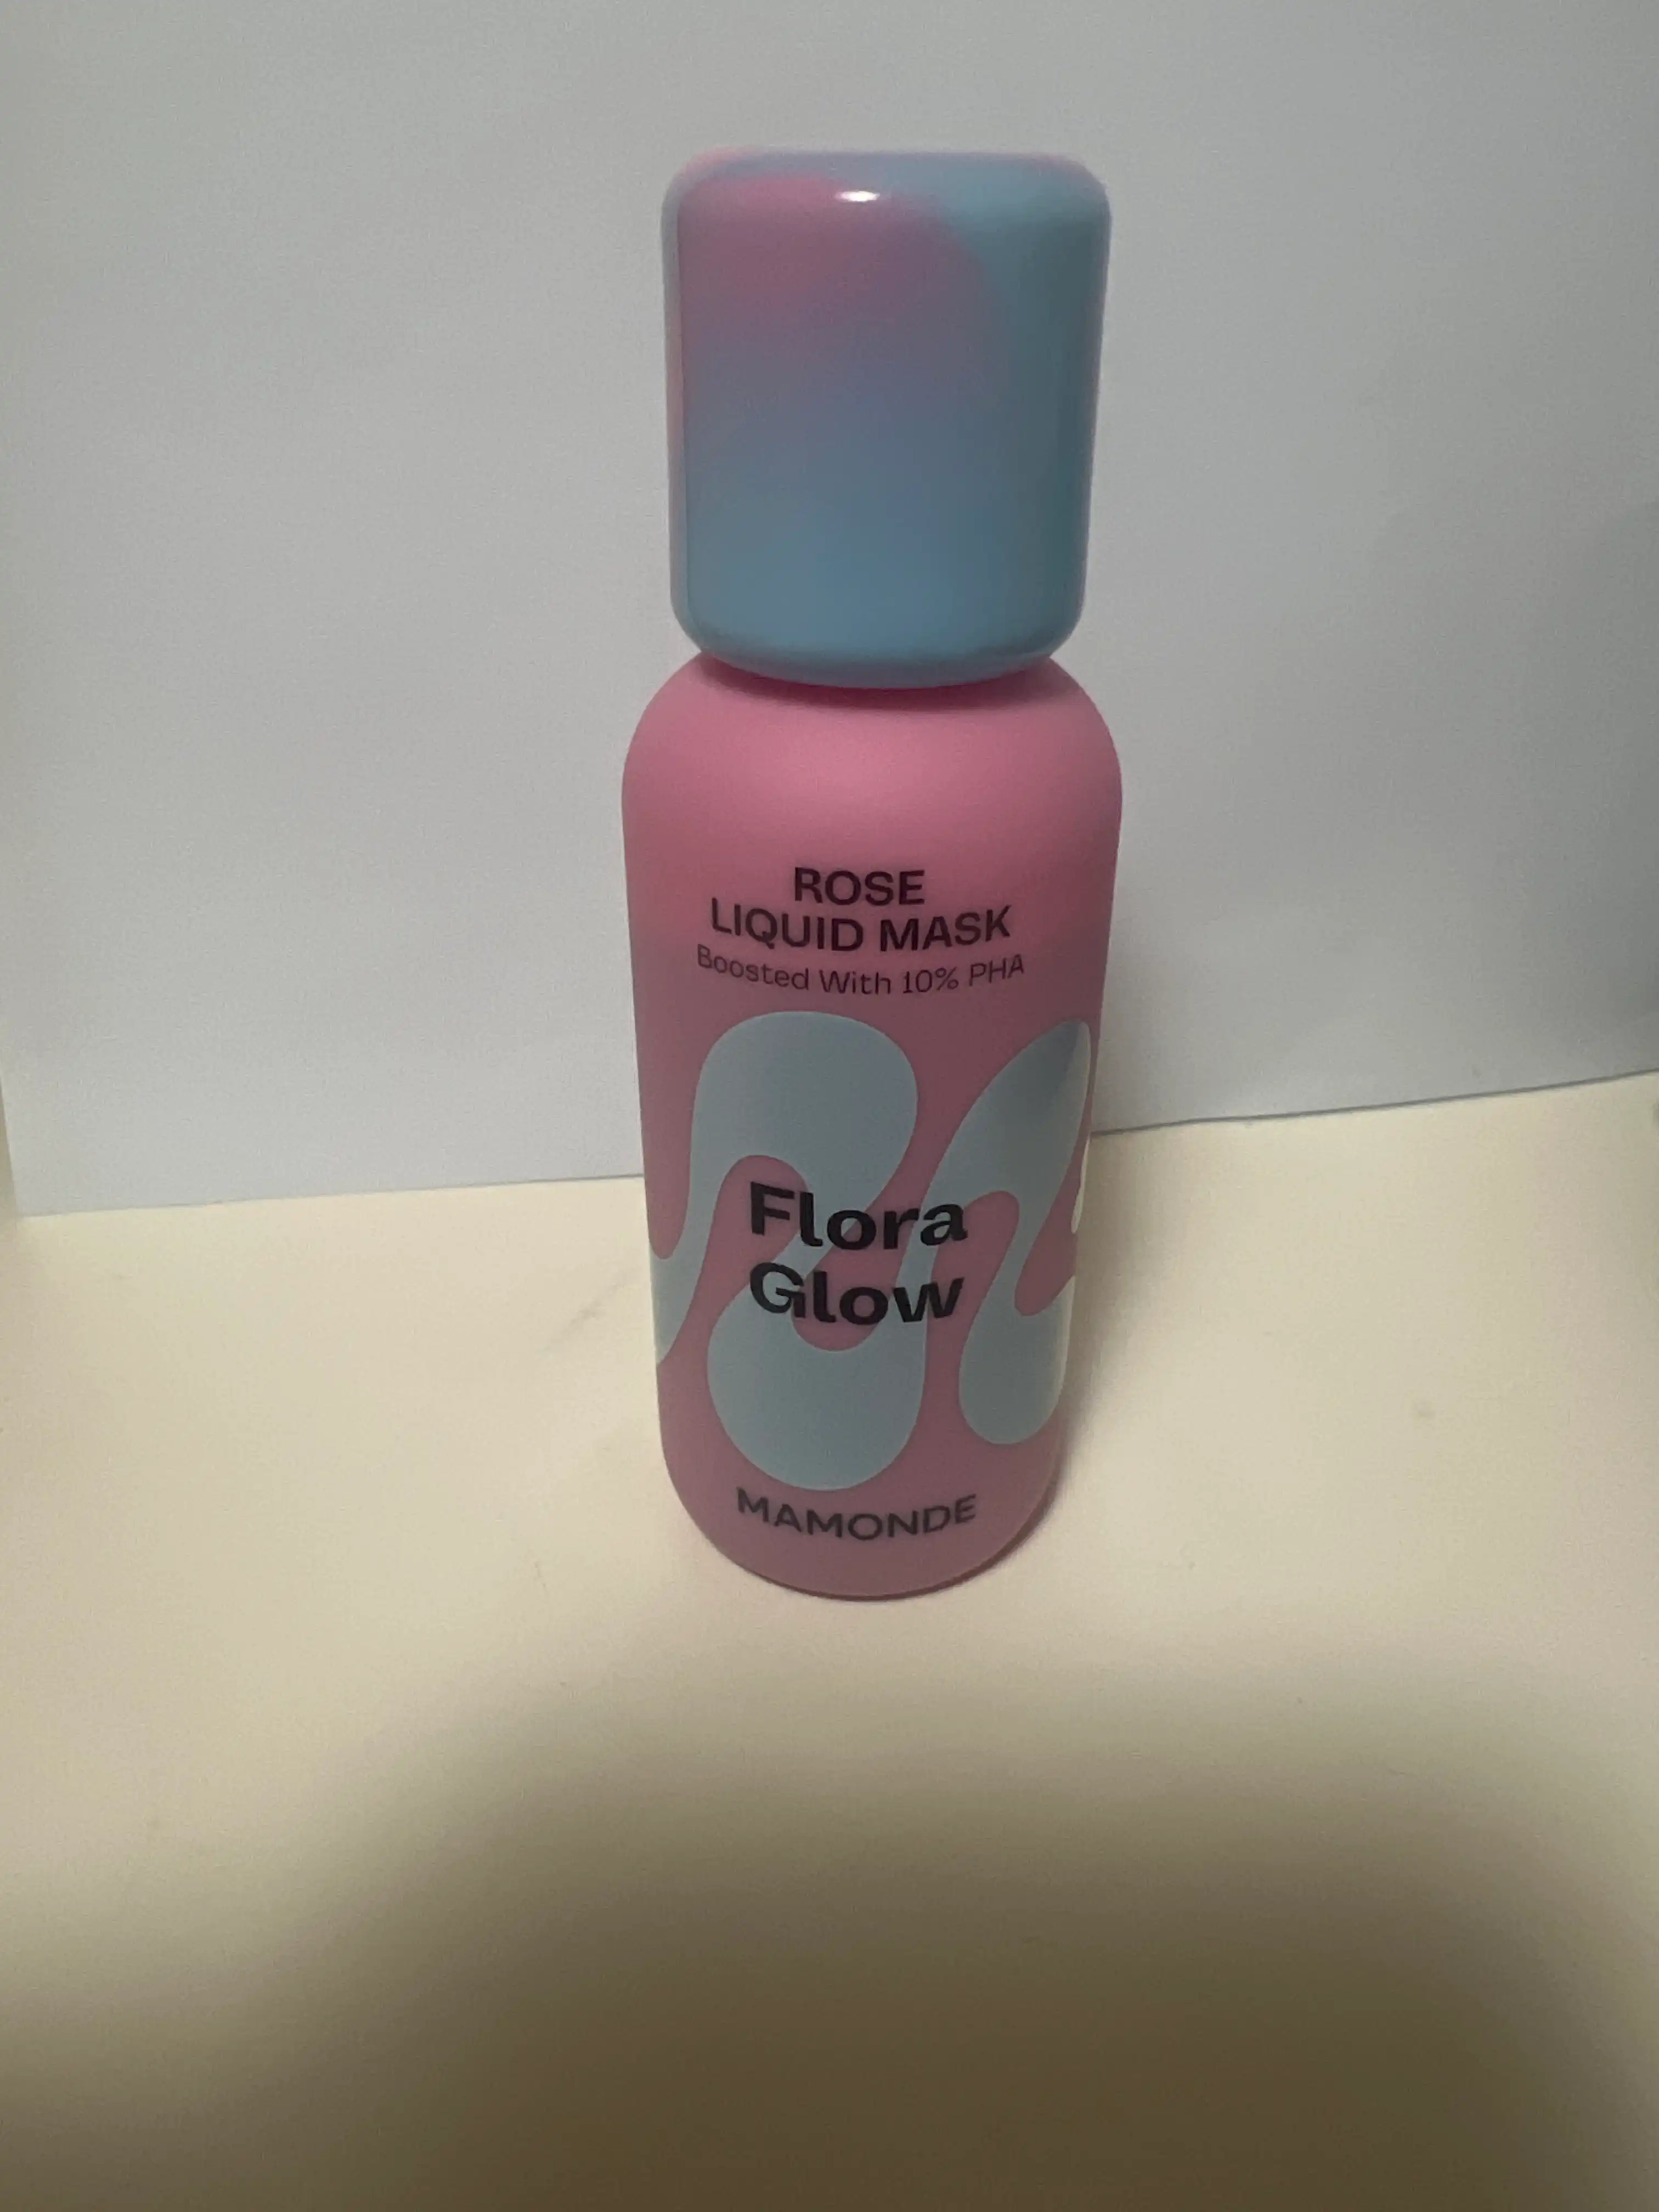 ROSE
LIQUID MASK
Boosted With 10% PHA
Flora
Glow
MAMONDE